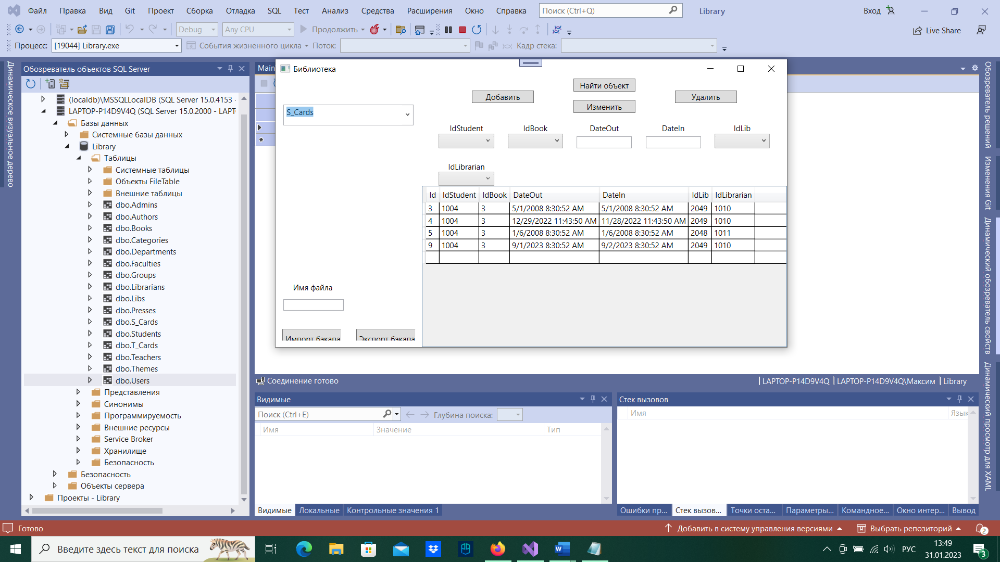 Файл Правка Вид Git Проект Сборка Отладка SQL Тест Анализ Средства Расширения Окно Справка Поиск (Ctrl+Q) Library Вход
Debug Any CPU Продолжить Live Share
Процесс: [19044] Library.exe События жизненного цикла Поток: Кадр стека:
Динамическое визуальное дерево
Обозреватель объектов SQL Server
(localdb)\MSSQLLocalDB (SQL Server 15.0.4153 -
LAPTOP-P14D9V4Q (SQL Server 15.0.2000 - LAPT
Базы данных
Системные базы данных
Library
Таблицы
Системные таблицы
Объекты FileTable
Внешние таблицы
dbo.Admins
dbo.Authors
dbo.Books
dbo.Categories
dbo.Departments
dbo.Faculties
dbo.Groups
dbo.Librarians
dbo.Libs
dbo.Presses
dbo.S_Cards
dbo.Students
dbo.T_Cards
dbo.Teachers
dbo.Themes
dbo.Users
Представления
Синонимы
Программируемость
Внешние ресурсы
Service Broker
Хранилище
Безопасность
Безопасность
Объекты сервера
Проекты - Library
Main
Библиотека
Найти объект
Добавить
Удалить
Изменить
S_Cards
IdStudent IdBook DateOut DateIn IdLib
IdLibrarian
Id IdStudent IdBook DateOut DateIn IdLib IdLibrarian
3 1004 3 5/1/2008 8:30:52 AM 5/1/2008 8:30:52 AM 2049 1010
4 1004 3 12/29/2022 11:43:50 AM 11/28/2022 11:43:50 AM 2049 1010
5 1004 3 1/6/2008 8:30:52 AM 1/6/2008 8:30:52 AM 2048 1011
9 1004 3 9/1/2023 8:30:52 AM 9/2/2023 8:30:52 AM 2049 1010
Имя файла
Импорт бэкапа Экспорт бэкапа
Соединение готово LAPTOP-P14D9V4Q LAPTOP-P14D9V4Q\Максим Library
Видимые
Поиск (Ctrl+E) Глубина поиска:
Имя Значение Тип
Видимые Локальные Контрольные значения 1
Стек вызовов
Имя Язык
Ошибки пр... Стек вызов... Точки оста... Параметры... Командное... Окно интер... Вывод
Обозреватель решений
Изменения Git
Динамический обозреватель свойств
Динамический просмотр для XAML
Готово Добавить в систему управления версиями Выбрать репозиторий 2
Введите здесь текст для поиска
РУС
13:49
31.01.2023
3